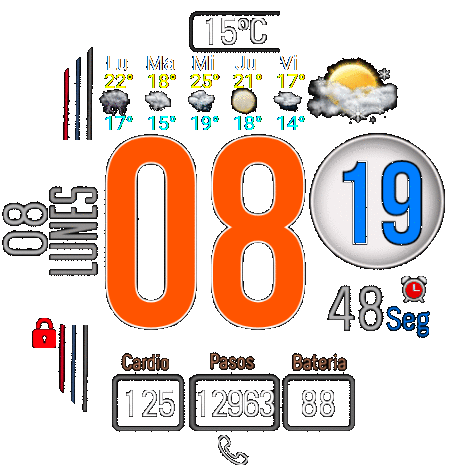 15°C
Lu Ma Mi Ju Vi
22° 18° 25° 21° 17°
17° 15° 19° 18° 14°
08 LUNES
08
19
48 Seg
Cardio Pasos Bateria
125 12963 88